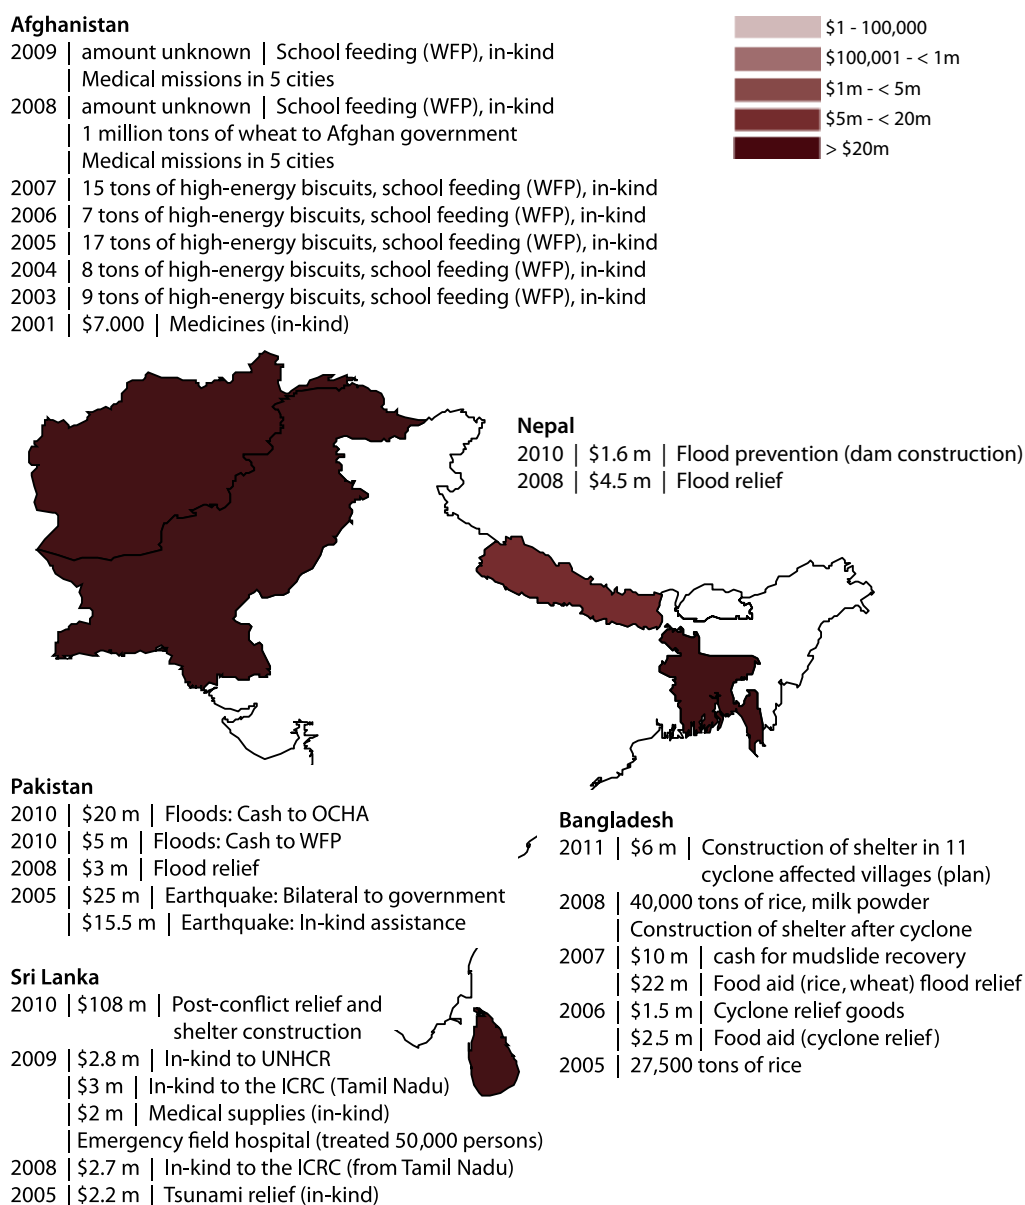 Afghanistan
2009 | amount unknown | School feeding (WFP), in-kind
| Medical missions in 5 cities
2008 | amount unknown | School feeding (WFP), in-kind
| 1 million tons of wheat to Afghan government
| Medical missions in 5 cities
2007 | 15 tons of high-energy biscuits, school feeding (WFP), in-kind
2006 | 7 tons of high-energy biscuits, school feeding (WFP), in-kind
2005 | 17 tons of high-energy biscuits, school feeding (WFP), in-kind
2004 | 8 tons of high-energy biscuits, school feeding (WFP), in-kind
2003 | 9 tons of high-energy biscuits, school feeding (WFP), in-kind
2001 | $7.000 | Medicines (in-kind)
$1 - 100,000
$100,001 - < 1m
$1m - < 5m
$5m - < 20m
> $20m
Nepal
2010 | $1.6 m | Flood prevention (dam construction)
2008 | $4.5 m | Flood relief
Pakistan
2010 | $20 m | Floods: Cash to OCHA
2010 | $5 m | Floods: Cash to WFP
2008 | $3 m | Flood relief
2005 | $25 m | Earthquake: Bilateral to government
| $15.5 m | Earthquake: In-kind assistance
Bangladesh
2011 | $6 m | Construction of shelter in 11
cyclone affected villages (plan)
2008 | 40,000 tons of rice, milk powder
| Construction of shelter after cyclone
2007 | $10 m | cash for mudslide recovery
| $22 m | Food aid (rice, wheat) flood relief
2006 | $1.5 m | Cyclone relief goods
| $2.5 m | Food aid (cyclone relief)
2005 | 27,500 tons of rice
Sri Lanka
2010 | $108 m | Post-conflict relief and
shelter construction
2009 | $2.8 m | In-kind to UNHCR
| $3 m | In-kind to the ICRC (Tamil Nadu)
| $2 m | Medical supplies (in-kind)
| Emergency field hospital (treated 50,000 persons)
2008 | $2.7 m | In-kind to the ICRC (from Tamil Nadu)
2005 | $2.2 m | Tsunami relief (in-kind)